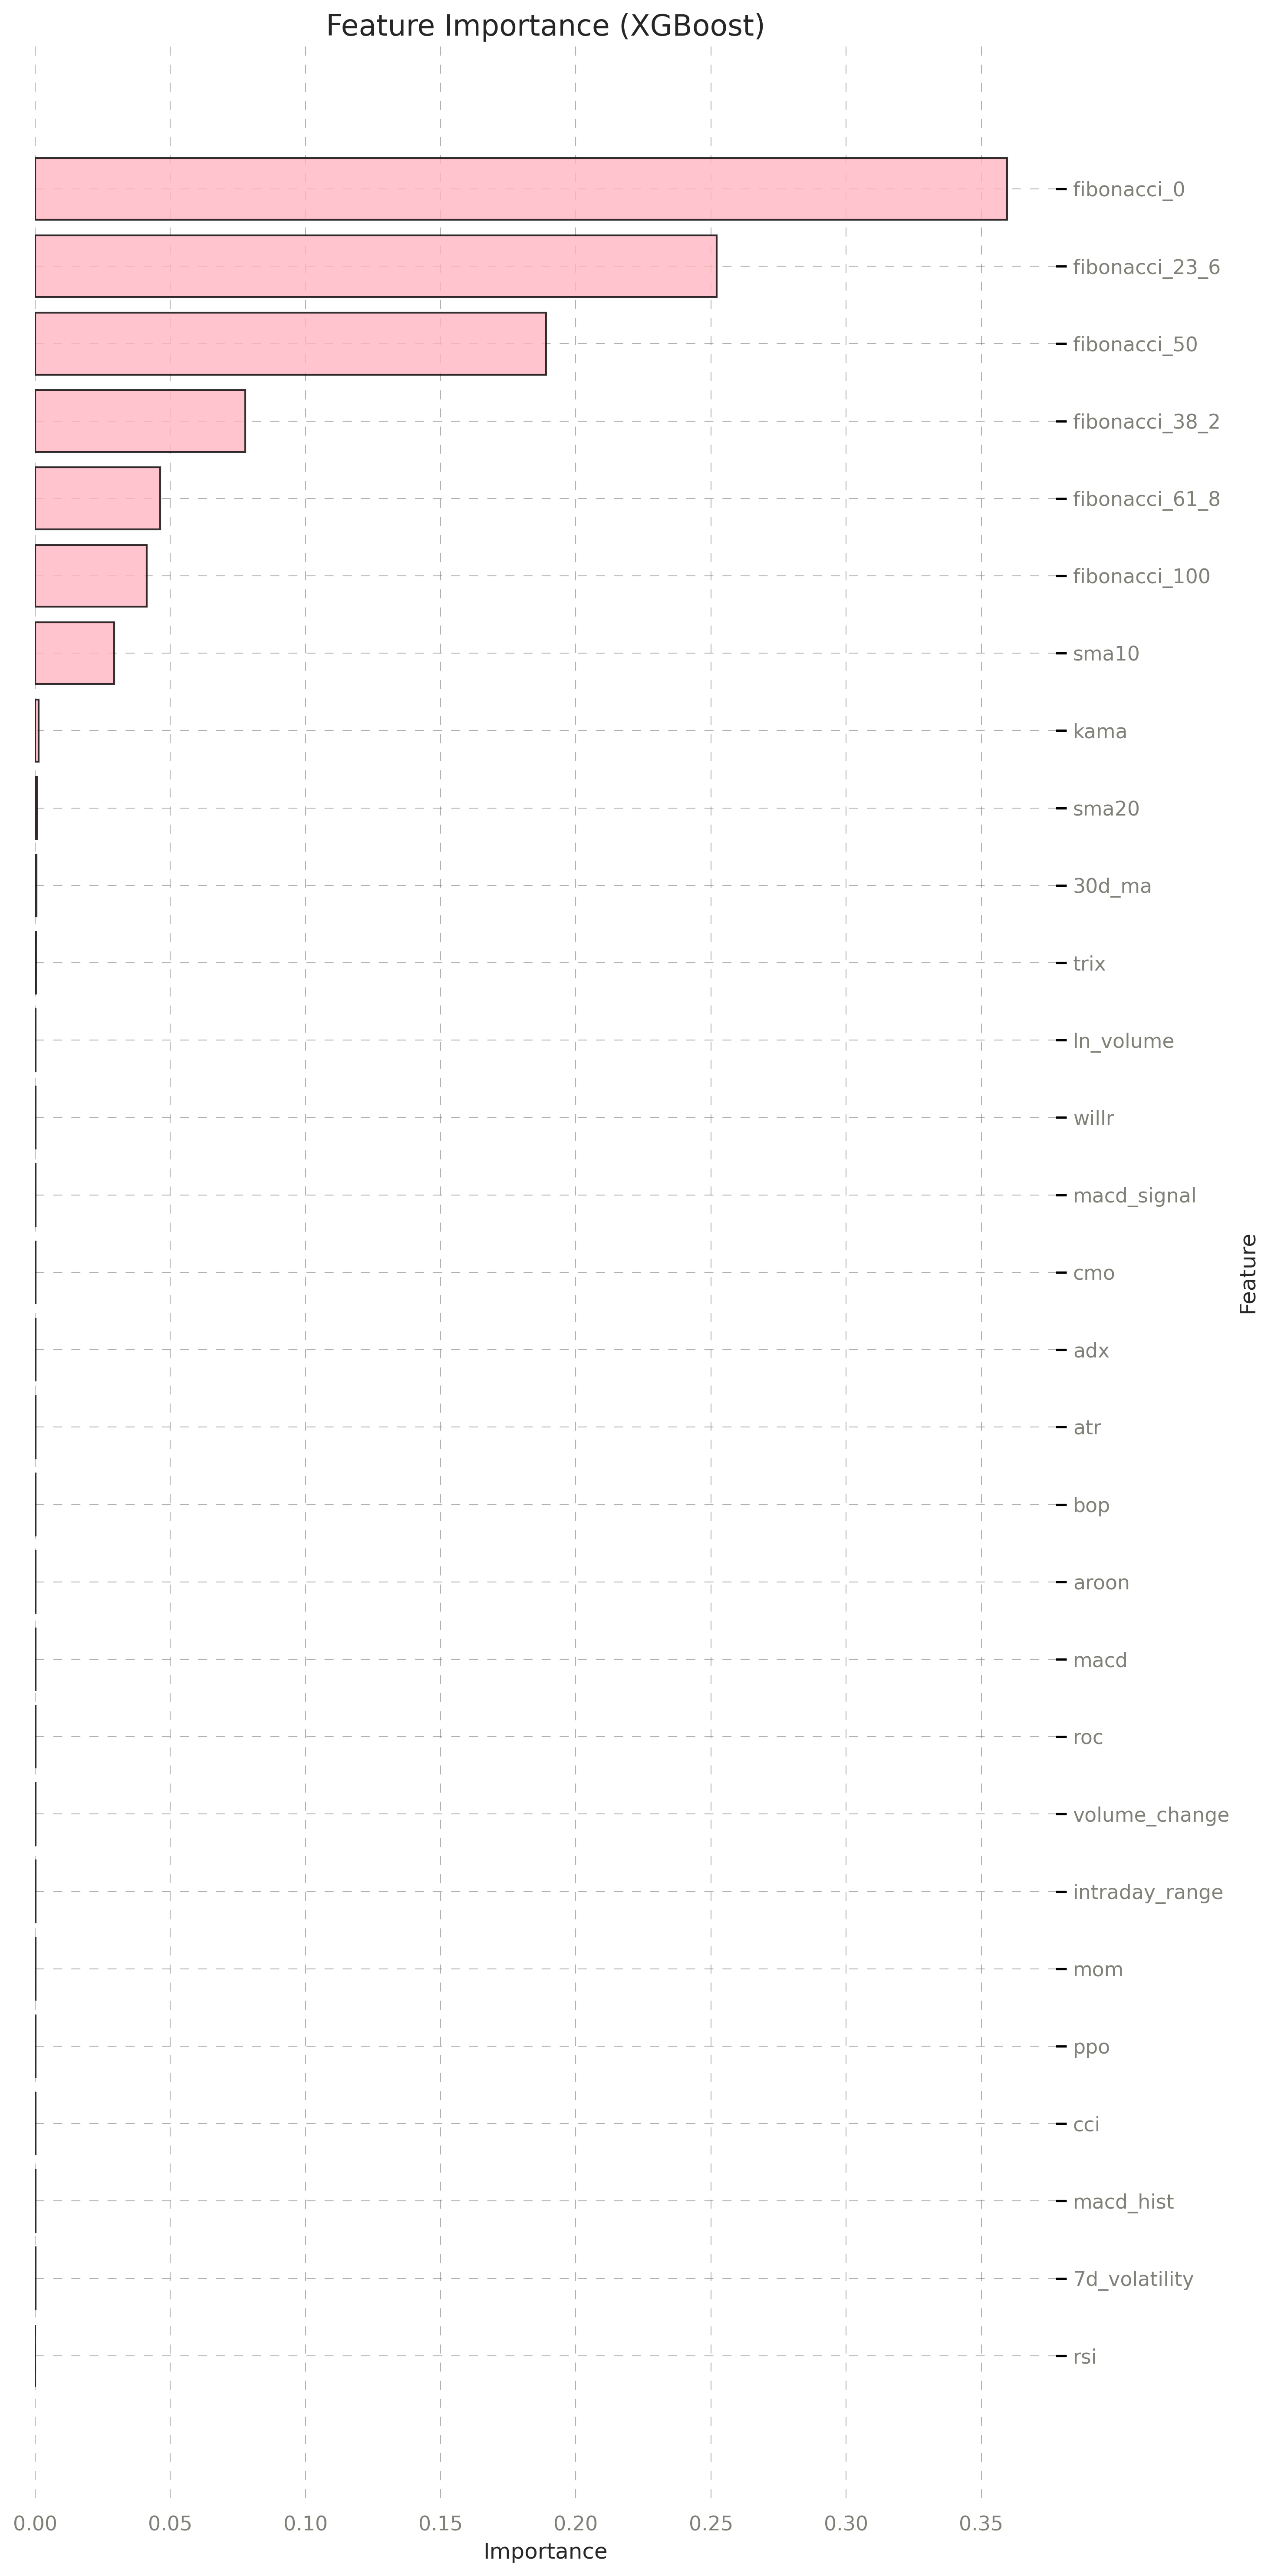 Feature Importance (XGBoost)
fibonacci_0
fibonacci_23_6
fibonacci_50
fibonacci_38_2
fibonacci_61_8
fibonacci_100
sma10
kama
sma20
30d_ma
trix
ln_volume
willr
macd_signal
cmo
adx
atr
bop
aroon
macd
roc
volume_change
intraday_range
mom
ppo
cci
macd_hist
7d_volatility
rsi
Feature
0.00 0.05 0.10 0.15 0.20 0.25 0.30 0.35
Importance